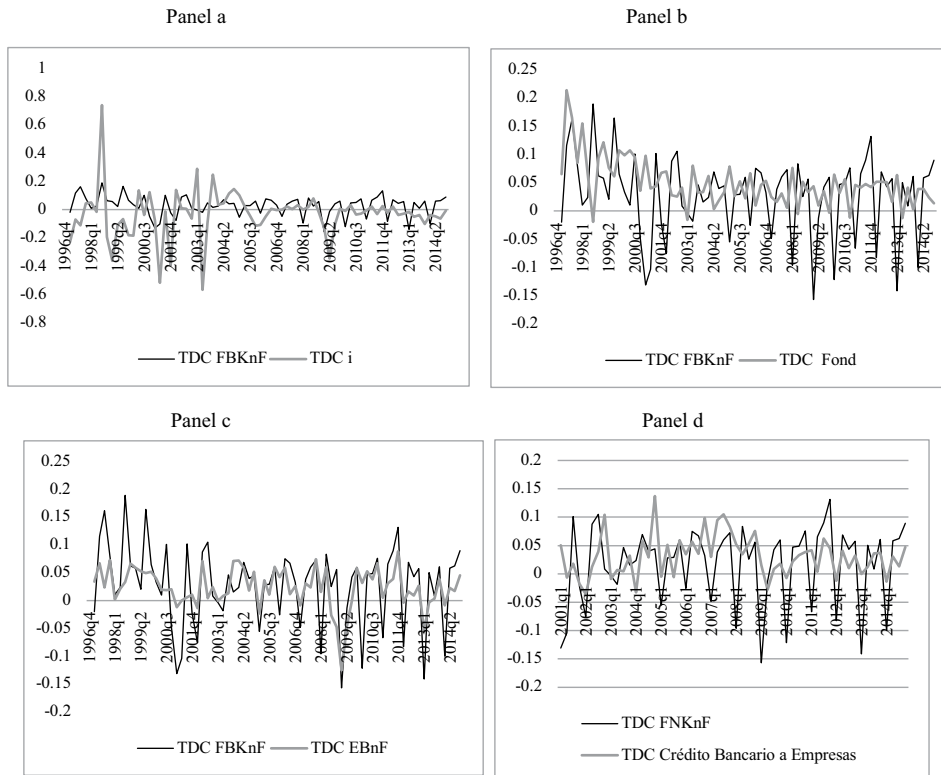 Panel a
1
0.8
0.6
0.4
0.2
0
-0.2
-0.4
-0.6
-0.8
1996q4
1998q1
1999q2
2000q3
2001q4
2003q1
2004q2
2005q3
2006q4
2008q1
2009q2
2010q3
2011q4
2013q1
2014q2
TDC FBKnF
TDC i
Panel b
0.25
0.2
0.15
0.1
0.05
0
-0.05
-0.1
-0.15
-0.2
1996q4
1998q1
1999q2
2000q3
2001q4
2003q1
2004q2
2005q3
2006q4
2008q1
2009q2
2010q3
2011q4
2013q1
2014q2
TDC FBKnF
TDC Fond
Panel c
0.25
0.2
0.15
0.1
0.05
0
-0.05
-0.1
-0.15
-0.2
1996q4
1998q1
1999q2
2000q3
2001q4
2003q1
2004q2
2005q3
2006q4
2008q1
2009q2
2010q3
2011q4
2013q1
2014q2
TDC FBKnF
TDC EBnF
Panel d
0.2
0.15
0.1
0.05
0
-0.05
-0.1
-0.15
-0.2
2001q1
2002q1
2003q1
2004q1
2005q1
2006q1
2007q1
2008q1
2009q1
2010q1
2011q1
2012q1
2013q1
2014q1
TDC FNKnF
TDC Crédito Bancario a Empresas